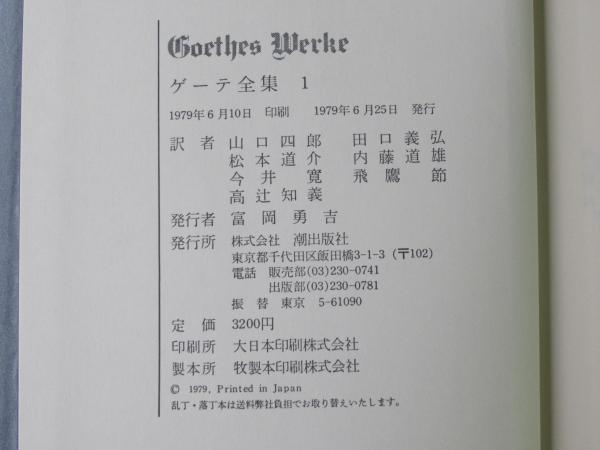 Goethes Werke
ゲーテ全集 1
1979年6月10日 印刷 1979年6月25日 発行
訳者 山口四郎 田口義弘
松本道介 内藤道雄
今井寛 飛鷹節
高辻知義
発行者 富岡勇吉
発行所 株式会社 潮出版社
東京都千代田区飯田橋3-1-3 (〒102)
電話 販売部(03)230-0741
出版部(03)230-0781
振替 東京 5-61090
定価 3200円
印刷所 大日本印刷株式会社
製本所 牧製本印刷株式会社
© 1979, Printed in Japan
乱丁・落丁本は送料弊社負担でお取り替えいたします。